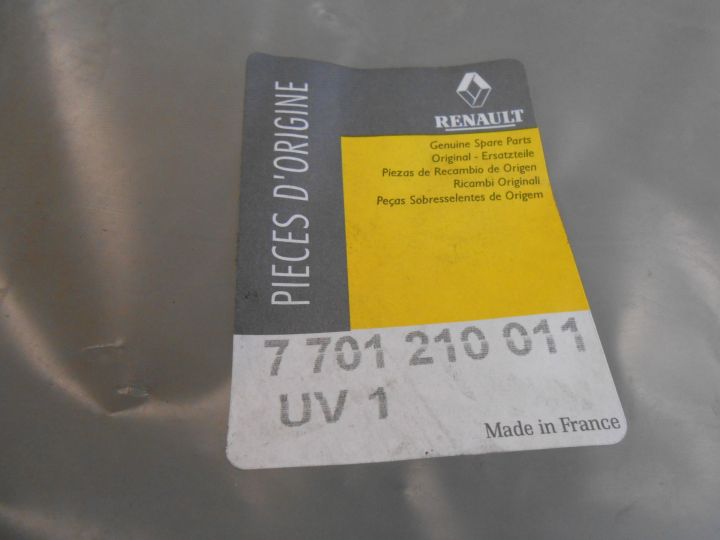 PIECES D'ORIGINE
RENAULT
Genuine Spare Parts
Original - Ersatzteile
Piezas de Recambio de Origen
Ricambi Originali
Peças Sobresselentes de Origem
7 701 210 011
UV 1
Made in France